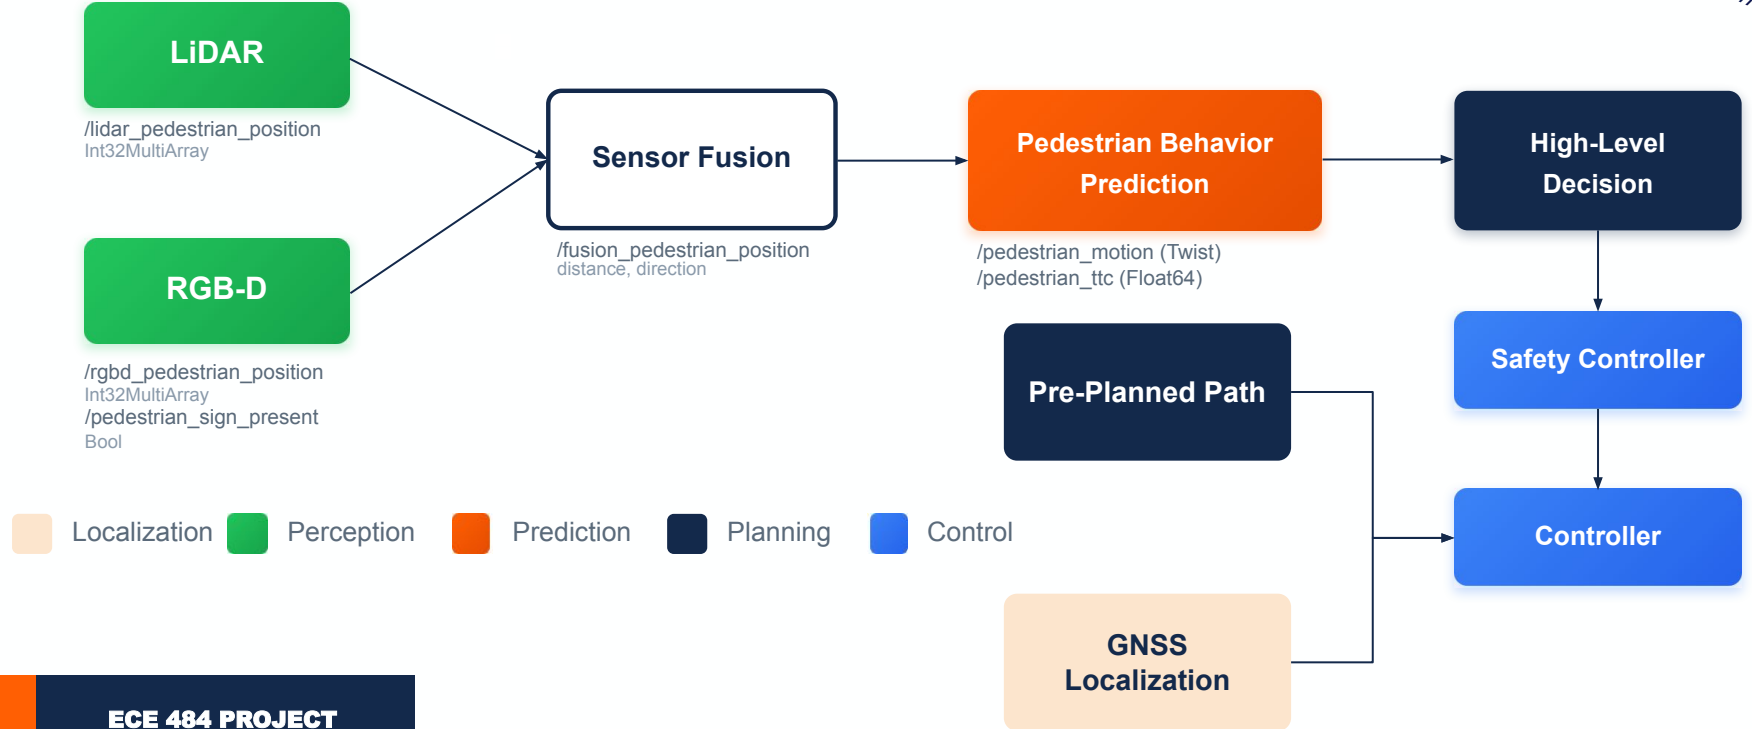 LiDAR
/lidar_pedestrian_position
Int32MultiArray
RGB-D
/rgbd_pedestrian_position
Int32MultiArray
/pedestrian_sign_present
Bool
Sensor Fusion
/fusion_pedestrian_position
distance, direction
Pedestrian Behavior
Prediction
/pedestrian_motion (Twist)
/pedestrian_ttc (Float64)
High-Level
Decision
Safety Controller
Pre-Planned Path
Controller
GNSS
Localization
Localization
Perception
Prediction
Planning
Control
ECE 484 PROJECT